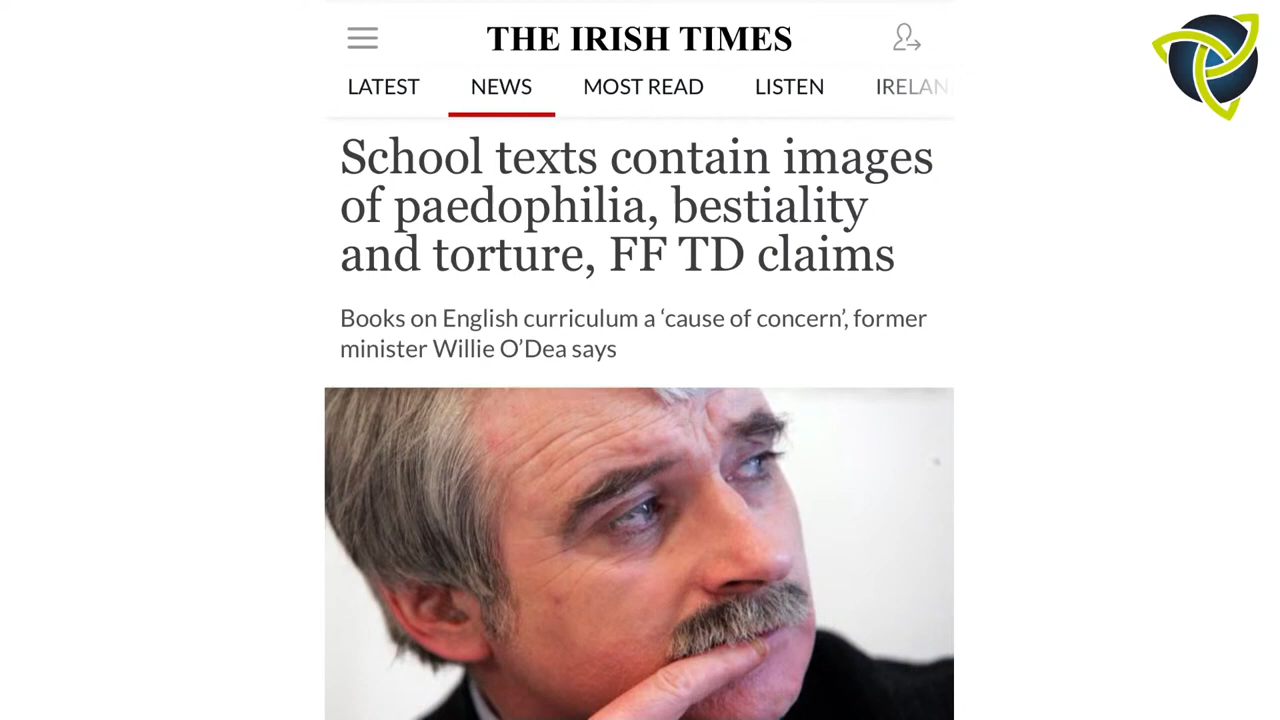 THE IRISH TIMES
LATEST NEWS MOST READ LISTEN IRELAN
School texts contain images
of paedophilia, bestiality
and torture, FF TD claims
Books on English curriculum a ‘cause of concern’, former
minister Willie O’Dea says